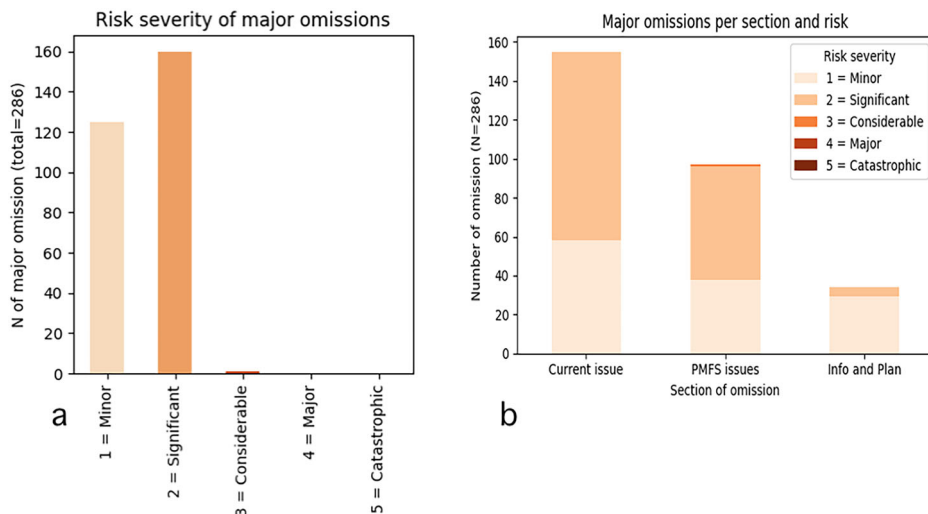 Risk severity of major omissions
N of major omission (total=286)
160
140
120
100
80
60
40
20
0
1 = Minor
2 = Significant
3 = Considerable
4 = Major
5 = Catastrophic
a
Major omissions per section and risk
Number of omission (N=286)
160
140
120
100
80
60
40
20
0
Risk severity
1 = Minor
2 = Significant
3 = Considerable
4 = Major
5 = Catastrophic
Current issue
PMFS issues
Info and Plan
Section of omission
b